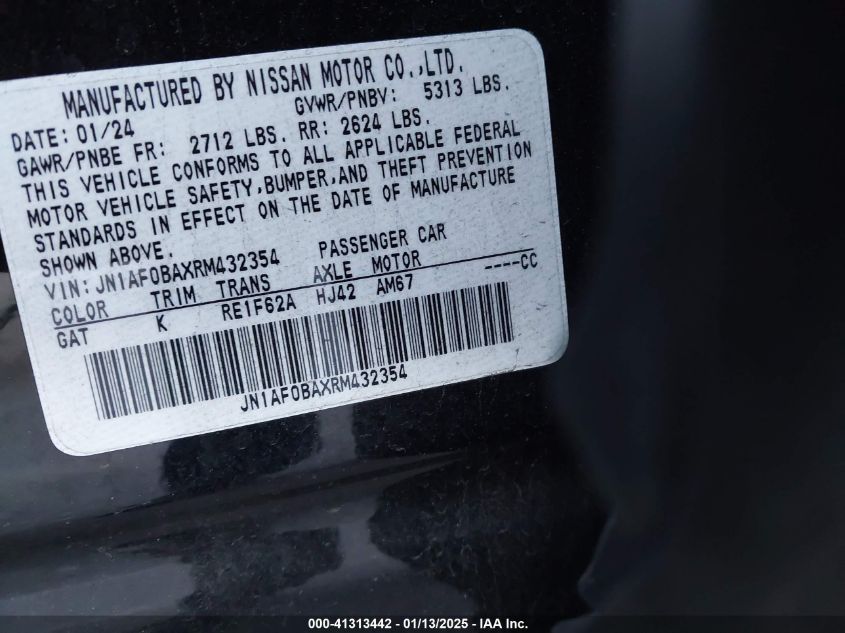 MANUFACTURED BY NISSAN MOTOR CO.,LTD.
DATE: 01/24 GVWR/PNBV: 5313 LBS.
GAWR/PNBE FR: 2712 LBS. RR: 2624 LBS.
THIS VEHICLE CONFORMS TO ALL APPLICABLE FEDERAL
MOTOR VEHICLE SAFETY,BUMPER,AND THEFT PREVENTION
STANDARDS IN EFFECT ON THE DATE OF MANUFACTURE
SHOWN ABOVE.
VIN: JN1AF0BAXRM432354 PASSENGER CAR
COLOR TRIM TRANS AXLE MOTOR ----CC
GAT K RE1F62A HJ42 AM67
JN1AF0BAXRM432354
000-41313442 — 01/13/2025 — IAA Inc.